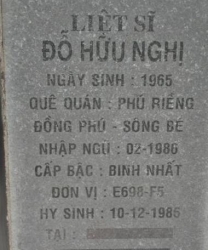 LIỆT SĨ
ĐỖ HỮU NGHỊ
NGÀY SINH : 1965
QUÊ QUÁN : PHÚ RIỀNG
ĐỒNG PHÚ - SÔNG BÉ
NHẬP NGŨ : 02-1986
CẤP BẬC : BINH NHẤT
ĐƠN VỊ : E698-F5
HY SINH : 10-12-1986
TẠI :